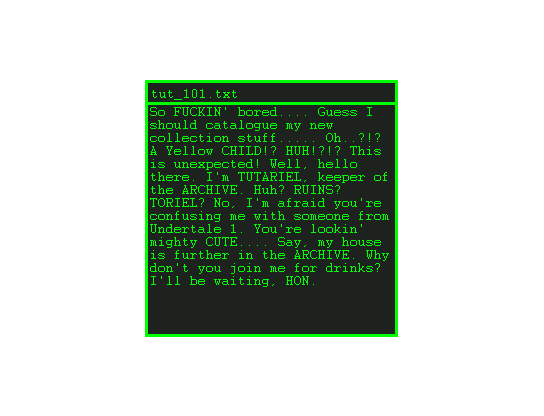 tut_101.txt
So FUCKIN' bored.... Guess I
should catalogue my new
collection stuff..... Oh..?!?
A Yellow CHILD!? HUH!?!? This
is unexpected! Well, hello
there. I'm TUTARIEL, keeper of
the ARCHIVE. Huh? RUINS?
TORIEL? No, I'm afraid you're
confusing me with someone from
Undertale 1. You're lookin'
mighty CUTE.... Say, my house
is further in the ARCHIVE. Why
don't you join me for drinks?
I'll be waiting, HON.